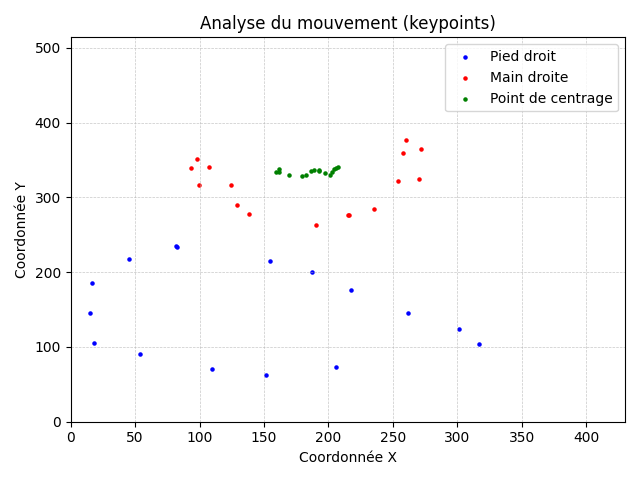 Analyse du mouvement (keypoints)
Pied droit
Main droite
Point de centrage
Coordonnée Y
500
400
300
200
100
0
0 50 100 150 200 250 300 350 400
Coordonnée X